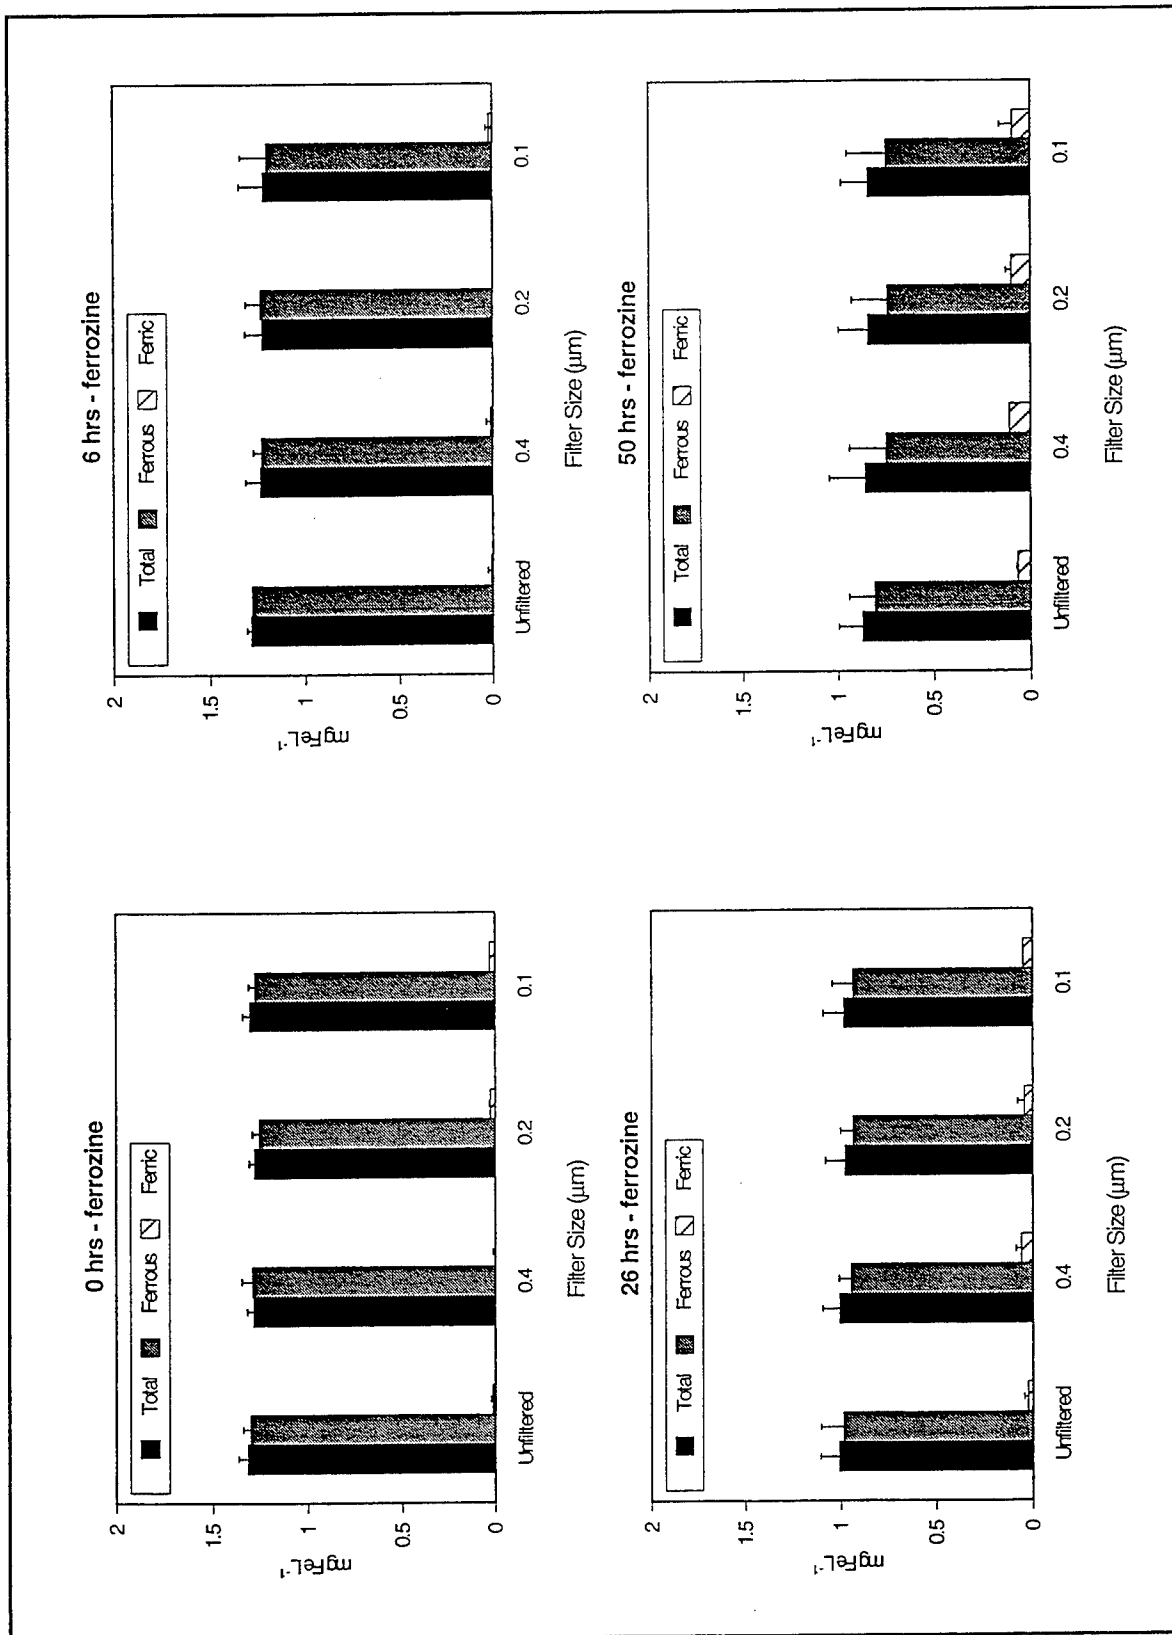 0 hrs - ferrozine
Total Ferrous Ferric
2
1.5
1
0.5
0
mgFeL⁻¹
Unfiltered 0.4 0.2 0.1
Filter Size (μm)
6 hrs - ferrozine
Total Ferrous Ferric
2
1.5
1
0.5
0
mgFeL⁻¹
Unfiltered 0.4 0.2 0.1
Filter Size (μm)
26 hrs - ferrozine
Total Ferrous Ferric
2
1.5
1
0.5
0
mgFeL⁻¹
Unfiltered 0.4 0.2 0.1
Filter Size (μm)
50 hrs - ferrozine
Total Ferrous Ferric
2
1.5
1
0.5
0
mgFeL⁻¹
Unfiltered 0.4 0.2 0.1
Filter Size (μm)